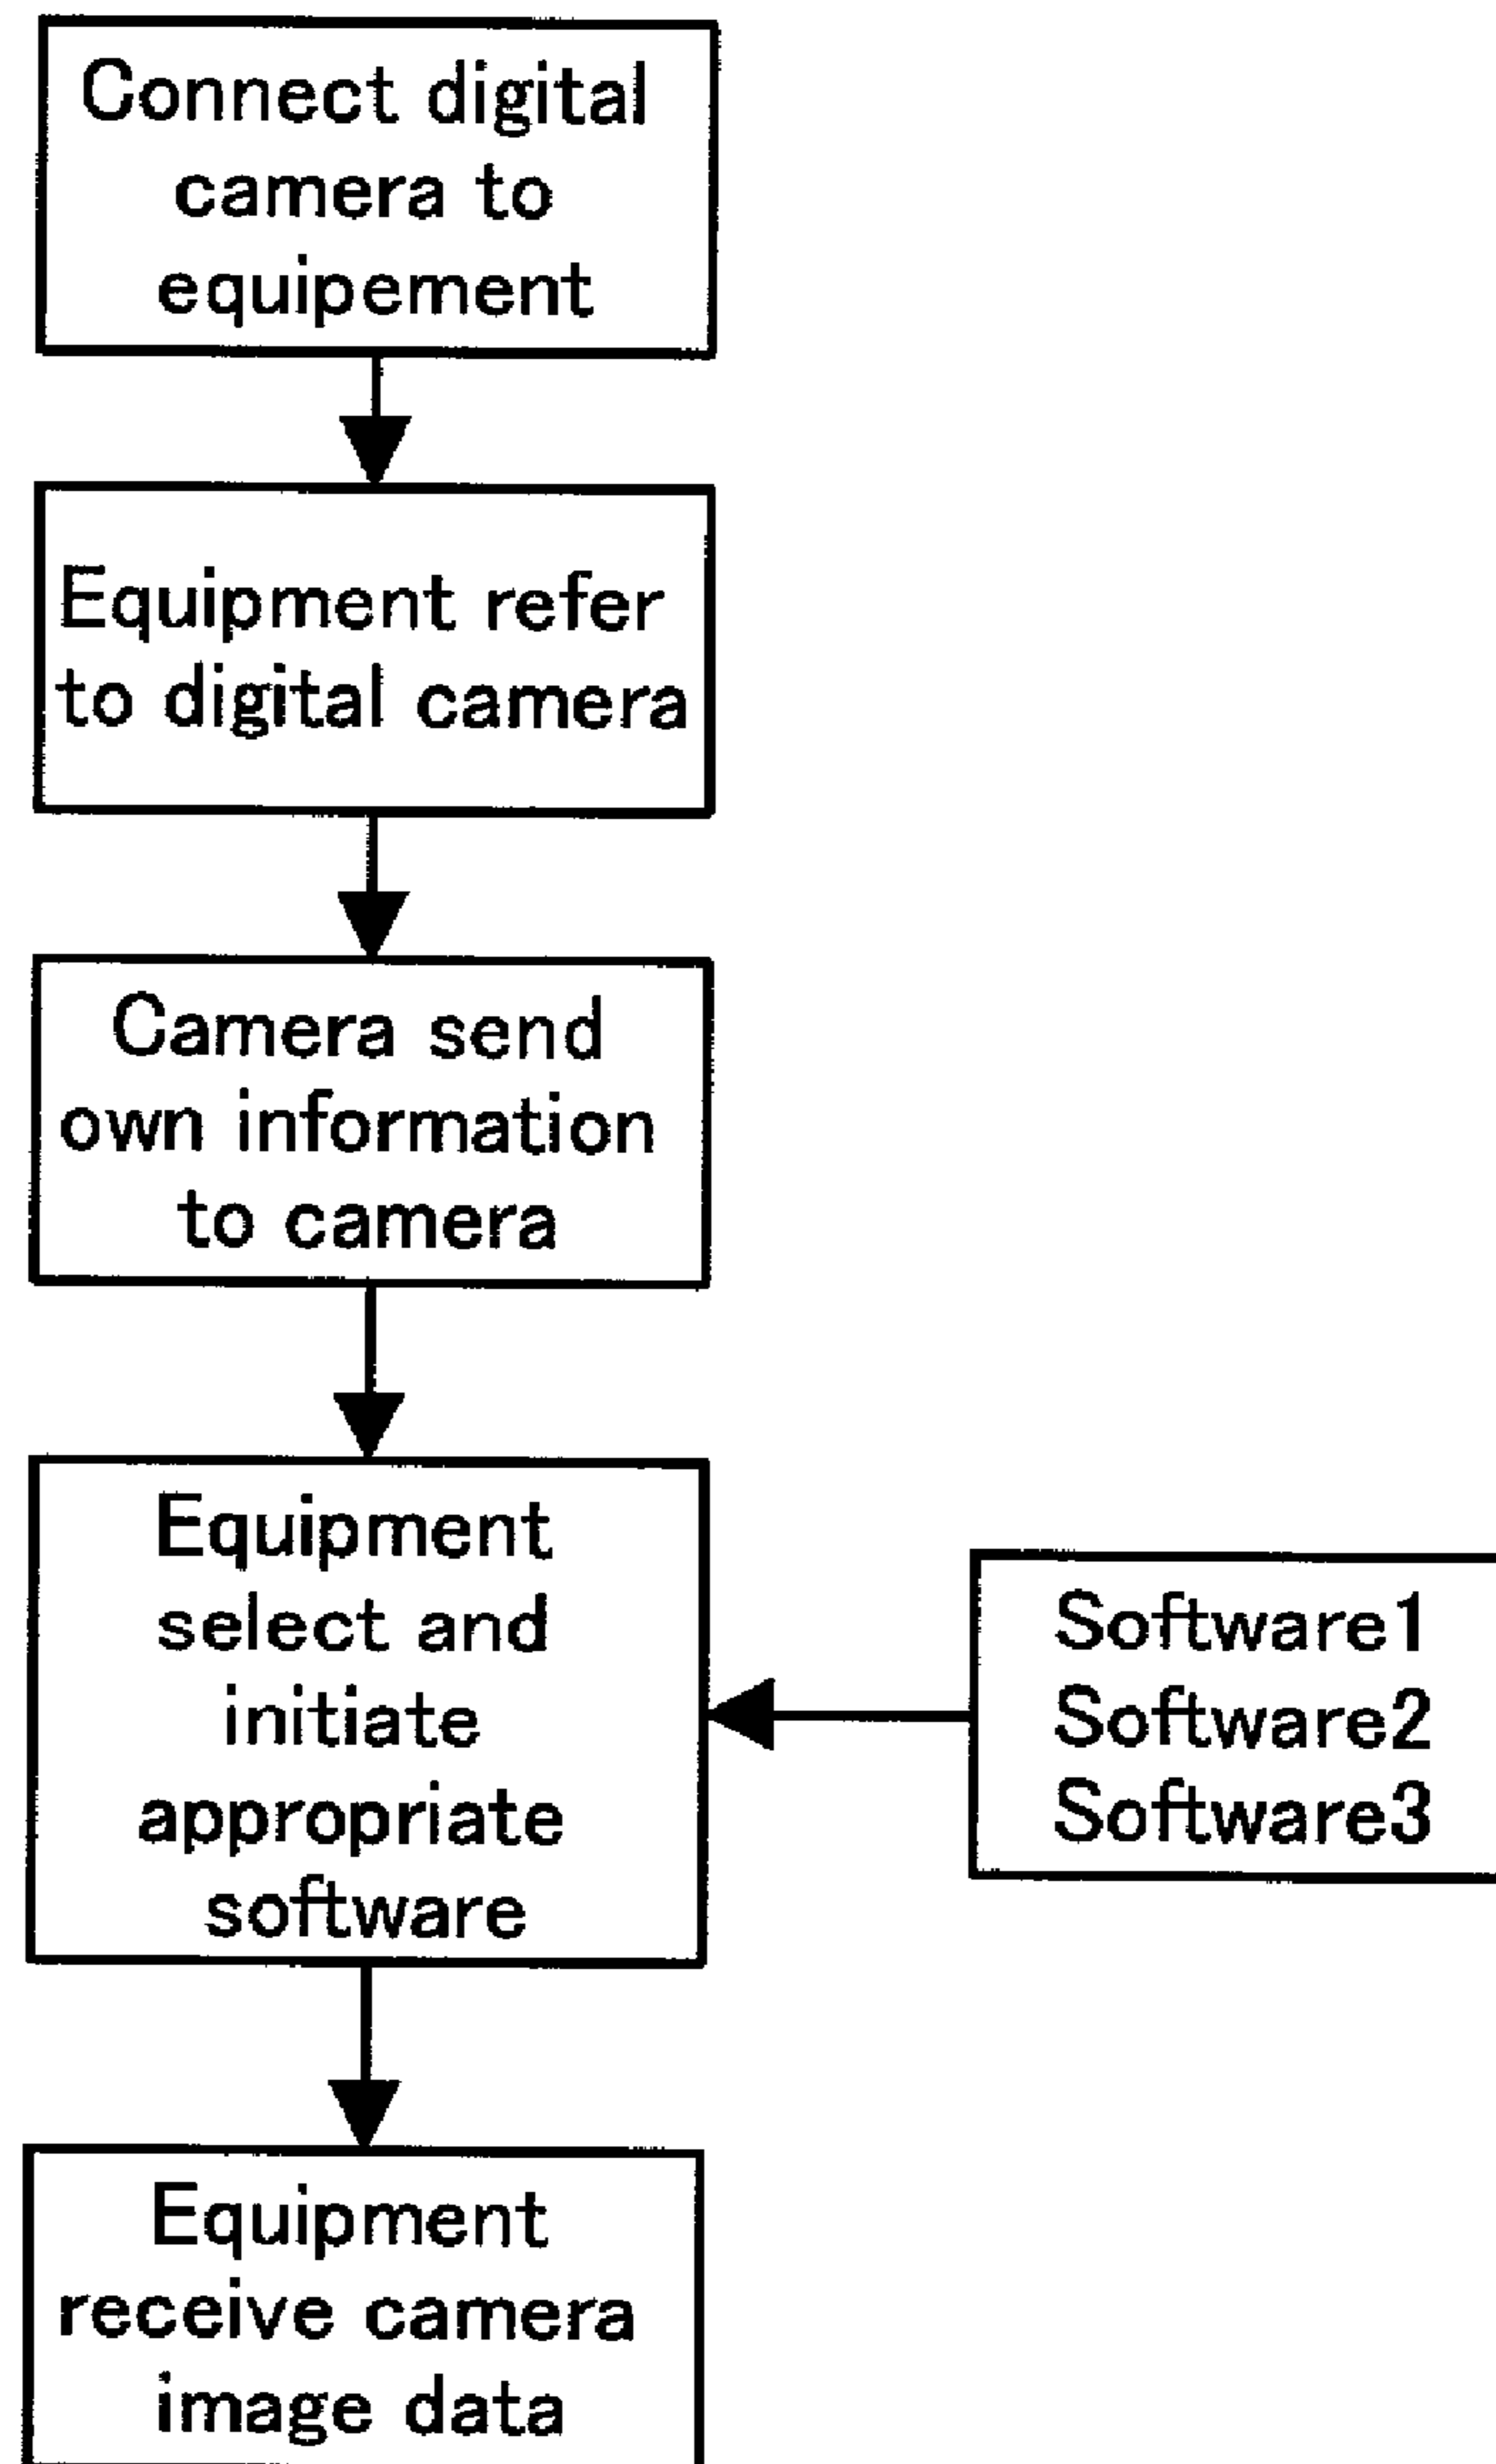 Connect digital
camera to
equipement
Equipment refer
to digital camera
Camera send
own information
to camera
Equipment
select and
initiate
appropriate
software
Software1
Software2
Software3
Equipment
receive camera
image data